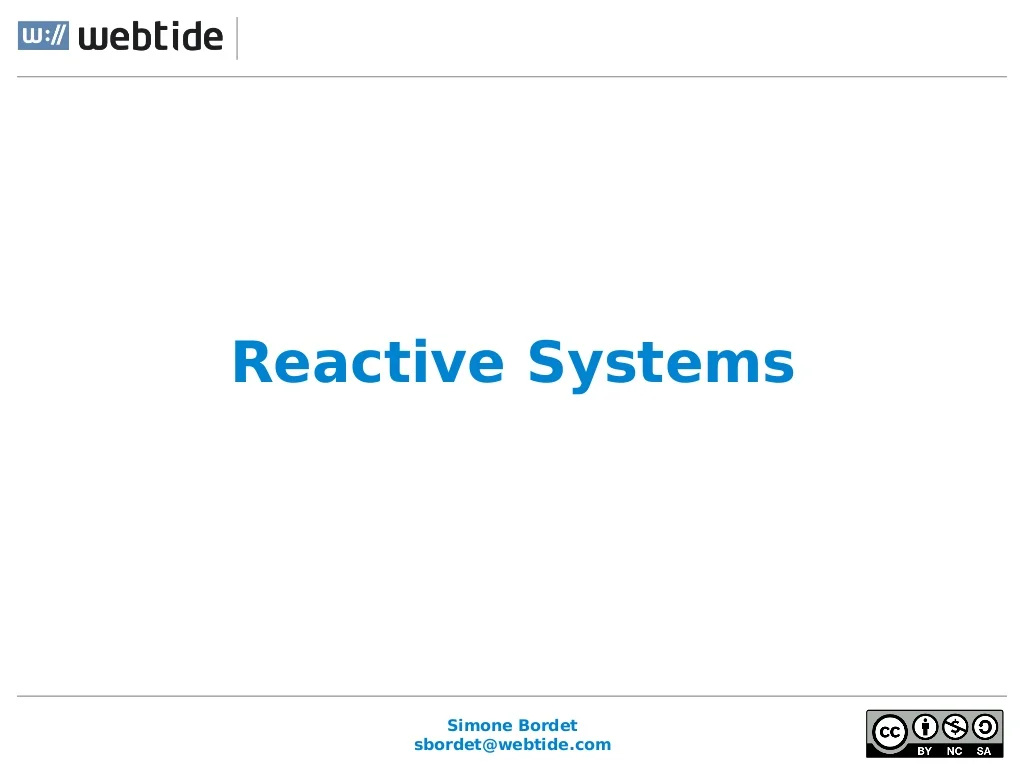 w:// webtide
Reactive Systems
Simone Bordet
sbordet@webtide.com
cc
BY NC SA